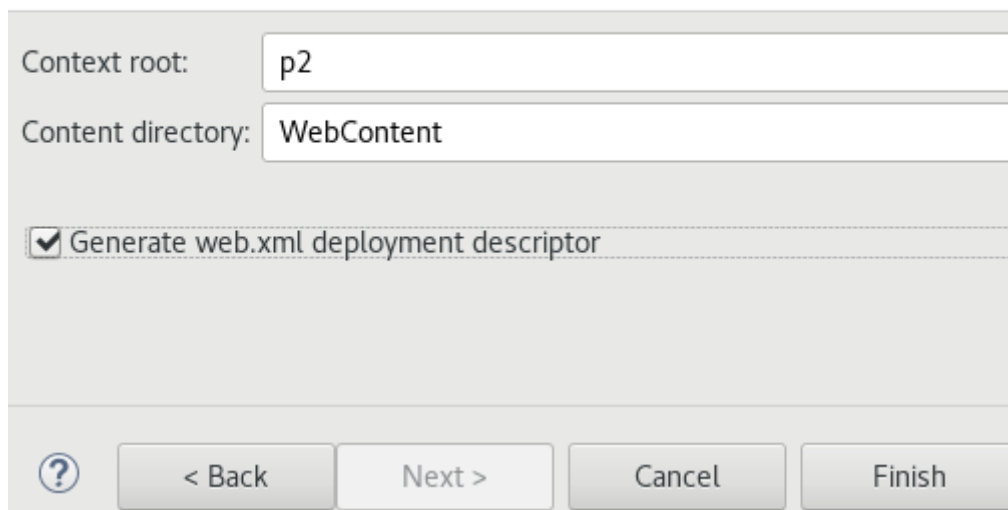 Context root: p2
Content directory: WebContent
Generate web.xml deployment descriptor
? < Back Next > Cancel Finish